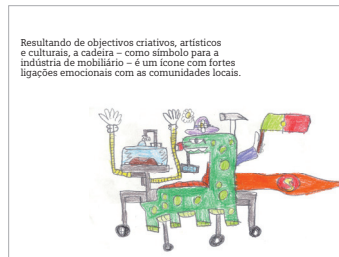 Resultando de objectivos criativos, artísticos
e culturais, a cadeira – como símbolo para a
indústria de mobiliário – é um ícone com fortes
ligações emocionais com as comunidades locais.